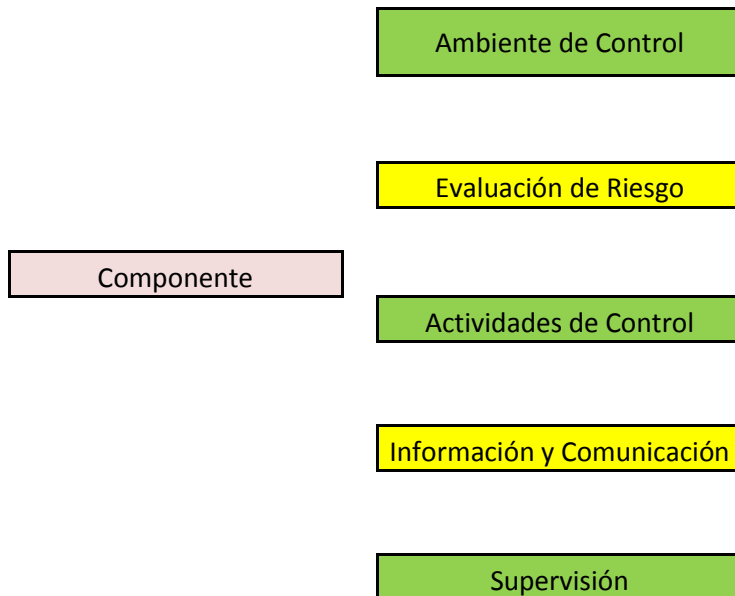 Ambiente de Control
Evaluación de Riesgo
Componente
Actividades de Control
Información y Comunicación
Supervisión